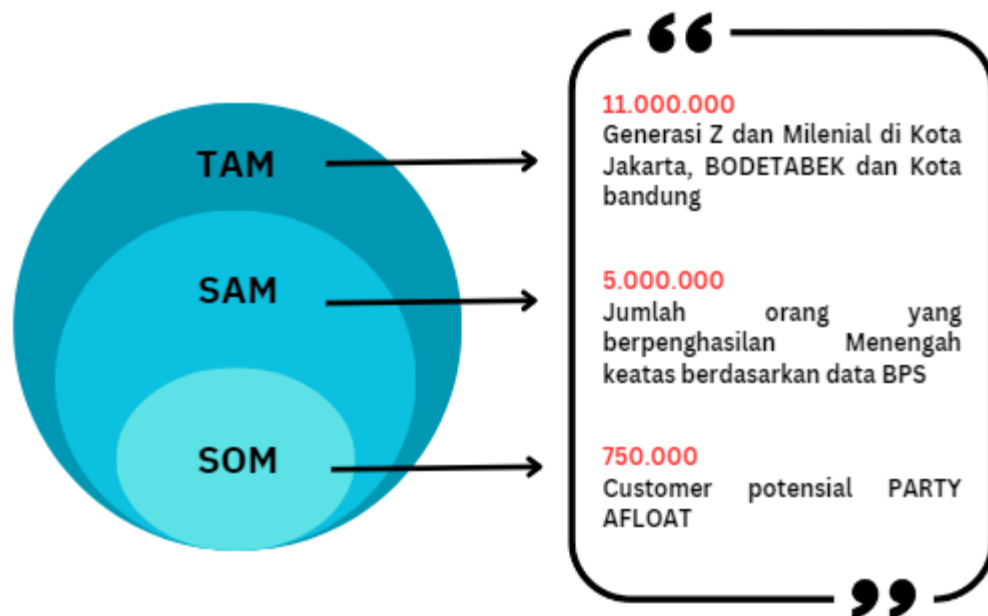 TAM
11.000.000
Generasi Z dan Milenial di Kota
Jakarta, BODETABEK dan Kota
bandung
SAM
5.000.000
Jumlah orang yang
berpenghasilan Menengah
keatas berdasarkan data BPS
SOM
750.000
Customer potensial PARTY
AFLOAT